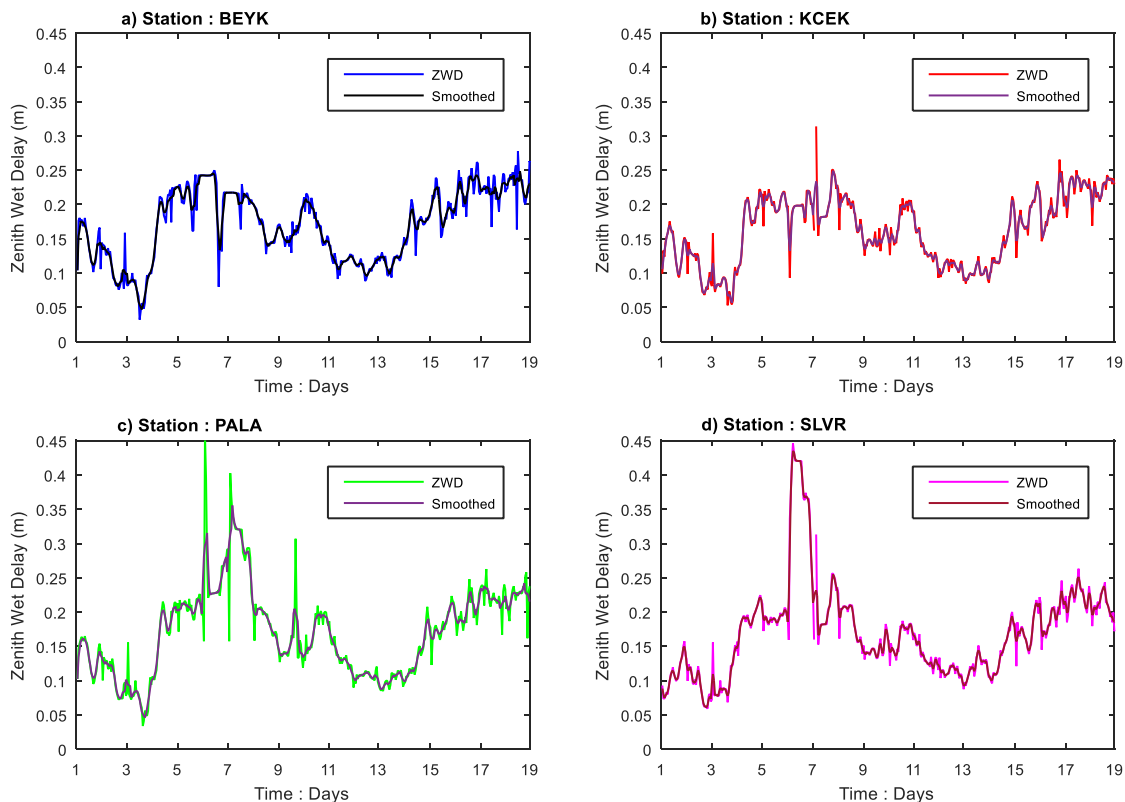 a) Station : BEYK
0.45
0.4
0.35
0.3
0.25
0.2
0.15
0.1
0.05
0
Zenith Wet Delay (m)
ZWD
Smoothed
1 3 5 7 9 11 13 15 17 19
Time : Days
b) Station : KCEK
0.45
0.4
0.35
0.3
0.25
0.2
0.15
0.1
0.05
0
Zenith Wet Delay (m)
ZWD
Smoothed
1 3 5 7 9 11 13 15 17 19
Time : Days
c) Station : PALA
0.45
0.4
0.35
0.3
0.25
0.2
0.15
0.1
0.05
0
Zenith Wet Delay (m)
ZWD
Smoothed
1 3 5 7 9 11 13 15 17 19
Time : Days
d) Station : SLVR
0.45
0.4
0.35
0.3
0.25
0.2
0.15
0.1
0.05
0
Zenith Wet Delay (m)
ZWD
Smoothed
1 3 5 7 9 11 13 15 17 19
Time : Days